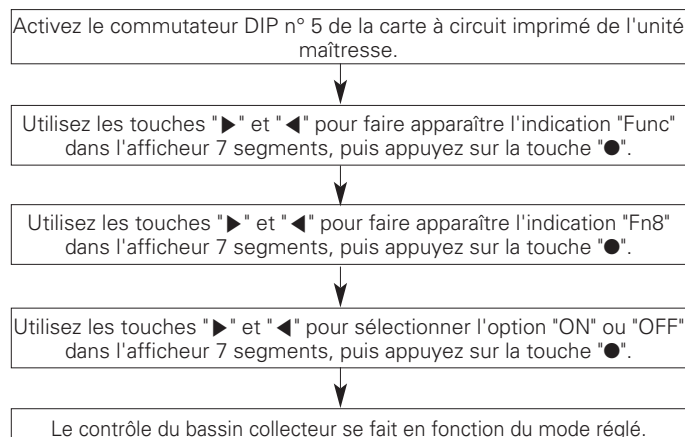 Activez le commutateur DIP n° 5 de la carte à circuit imprimé de l'unité
maîtresse.
Utilisez les touches "▶" et "◀" pour faire apparaître l'indication "Func"
dans l'afficheur 7 segments, puis appuyez sur la touche "●".
Utilisez les touches "▶" et "◀" pour faire apparaître l'indication "Fn8"
dans l'afficheur 7 segments, puis appuyez sur la touche "●".
Utilisez les touches "▶" et "◀" pour sélectionner l'option "ON" ou "OFF"
dans l'afficheur 7 segments, puis appuyez sur la touche "●".
Le contrôle du bassin collecteur se fait en fonction du mode réglé.